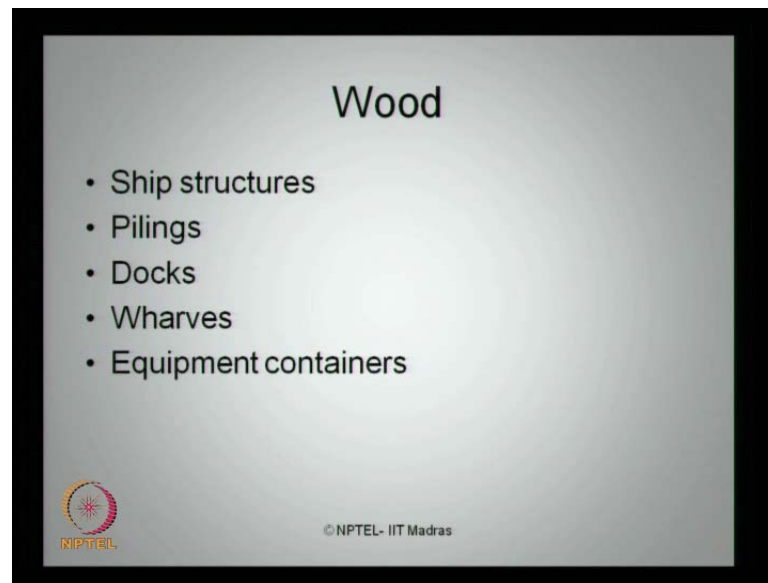 Wood
• Ship structures
• Pilings
• Docks
• Wharves
• Equipment containers
© NPTEL- IIT Madras
NPTEL